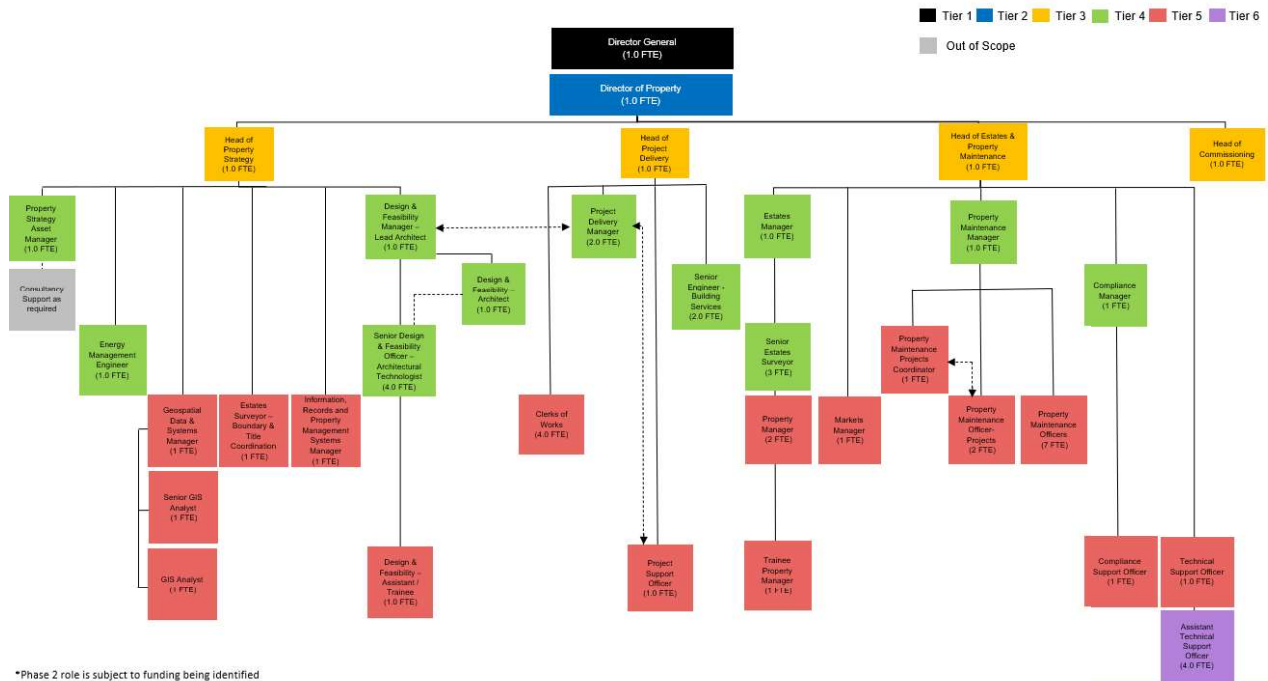 Tier 1 Tier 2 Tier 3 Tier 4 Tier 5 Tier 6
Out of Scope
Director General
(1.0 FTE)
Director of Property
(1.0 FTE)
Head of
Property
Strategy
(1.0 FTE)
Head of
Project
Delivery
(1.0 FTE)
Head of Estates &
Property
Maintenance
(1.0 FTE)
Head of
Commissioning
(1.0 FTE)
Property
Strategy
Asset
Manager
(1.0 FTE)
Design &
Feasibility
Manager –
Lead Architect
(1.0 FTE)
Project
Delivery
Manager
(2.0 FTE)
Estates
Manager
(1.0 FTE)
Property
Maintenance
Manager
(1.0 FTE)
Consultancy
Support as
required
Design &
Feasibility –
Architect
(1.0 FTE)
Senior
Engineer -
Building
Services
(2.0 FTE)
Compliance
Manager
(1 FTE)
Energy
Management
Engineer
(1.0 FTE)
Senior Design
& Feasibility
Officer –
Architectural
Technologist
(4.0 FTE)
Senior
Estates
Surveyor
(3 FTE)
Property
Maintenance
Projects
Coordinator
(1 FTE)
Geospatial
Data &
Systems
Manager
(1 FTE)
Estates
Surveyor –
Boundary &
Title
Coordination
(1 FTE)
Information,
Records and
Property
Management
Systems
Manager
(1 FTE)
Clerks of
Works
(4.0 FTE)
Property
Manager
(2 FTE)
Markets
Manager
(1 FTE)
Property
Maintenance
Officer-
Projects
(2 FTE)
Property
Maintenance
Officers
(7 FTE)
Senior GIS
Analyst
(1 FTE)
GIS Analyst
(1 FTE)
Design &
Feasibility –
Assistant /
Trainee
(1.0 FTE)
Project
Support
Officer
(1.0 FTE)
Trainee
Property
Manager
(1 FTE)
Compliance
Support Officer
(1 FTE)
Technical
Support Officer
(1.0 FTE)
Assistant
Technical
Support
Officer
(4.0 FTE)
*Phase 2 role is subject to funding being identified